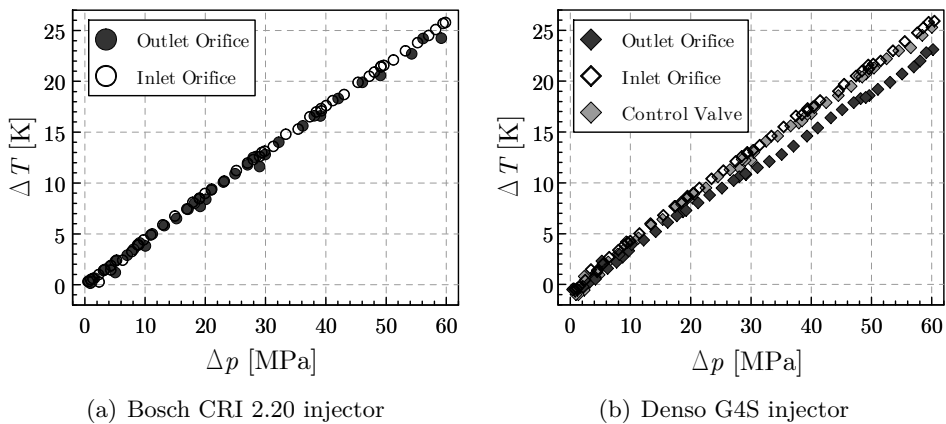 25
20
15
10
5
0
0 10 20 30 40 50 60
ΔT [K]
Δp [MPa]
Outlet Orifice
Inlet Orifice
(a) Bosch CRI 2.20 injector
25
20
15
10
5
0
0 10 20 30 40 50 60
ΔT [K]
Δp [MPa]
Outlet Orifice
Inlet Orifice
Control Valve
(b) Denso G4S injector